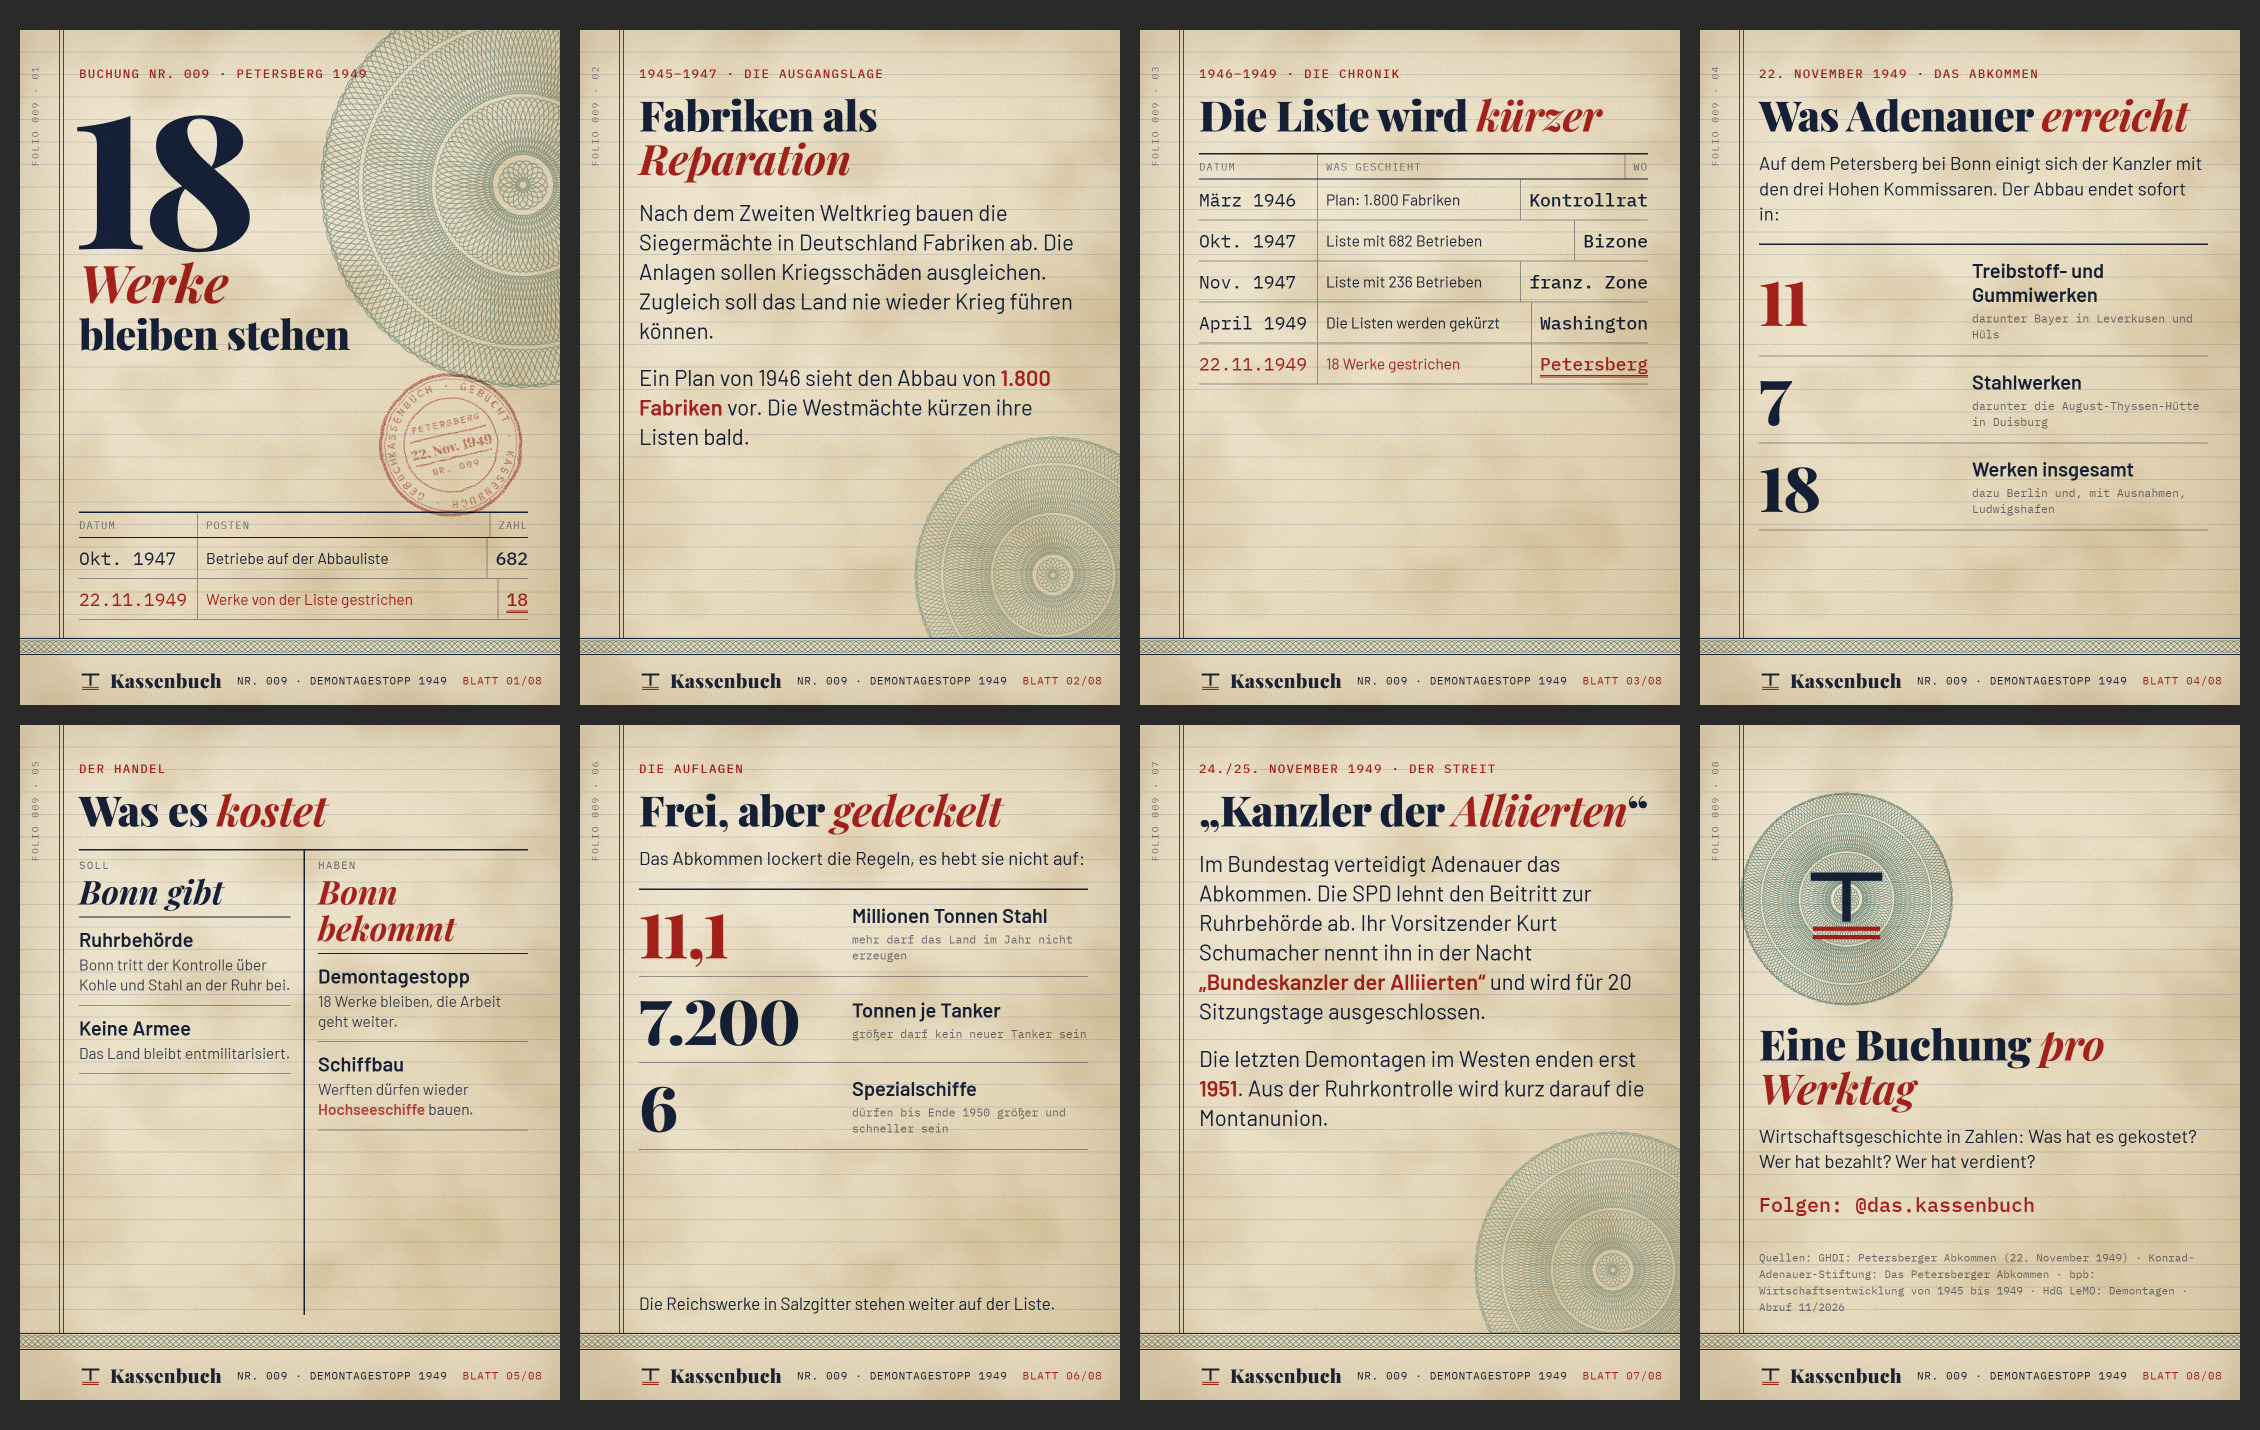 FOLIO 009 · 01
BUCHUNG NR. 009 · PETERSBERG 1949
18
Werke
bleiben stehen
GEBUCHT · KASSENBUCH · GEBUCHT · KASSENBUCH ·
PETERSBERG
22. Nov. 1949
NR. 009
DATUM POSTEN ZAHL
Okt. 1947 Betriebe auf der Abbauliste 682
22.11.1949 Werke von der Liste gestrichen 18
Kassenbuch NR. 009 · DEMONTAGESTOPP 1949 BLATT 01/08
FOLIO 009 · 02
1945–1947 · DIE AUSGANGSLAGE
Fabriken als
Reparation
Nach dem Zweiten Weltkrieg bauen die
Siegermächte in Deutschland Fabriken ab. Die
Anlagen sollen Kriegsschäden ausgleichen.
Zugleich soll das Land nie wieder Krieg führen
können.
Ein Plan von 1946 sieht den Abbau von 1.800
Fabriken vor. Die Westmächte kürzen ihre
Listen bald.
Kassenbuch NR. 009 · DEMONTAGESTOPP 1949 BLATT 02/08
FOLIO 009 · 03
1946–1949 · DIE CHRONIK
Die Liste wird kürzer
DATUM WAS GESCHIEHT WO
März 1946 Plan: 1.800 Fabriken Kontrollrat
Okt. 1947 Liste mit 682 Betrieben Bizone
Nov. 1947 Liste mit 236 Betrieben franz. Zone
April 1949 Die Listen werden gekürzt Washington
22.11.1949 18 Werke gestrichen Petersberg
Kassenbuch NR. 009 · DEMONTAGESTOPP 1949 BLATT 03/08
FOLIO 009 · 04
22. NOVEMBER 1949 · DAS ABKOMMEN
Was Adenauer erreicht
Auf dem Petersberg bei Bonn einigt sich der Kanzler mit
den drei Hohen Kommissaren. Der Abbau endet sofort
in:
11 Treibstoff- und
Gummiwerken
darunter Bayer in Leverkusen und
Hüls
7 Stahlwerken
darunter die August-Thyssen-Hütte
in Duisburg
18 Werken insgesamt
dazu Berlin und, mit Ausnahmen,
Ludwigshafen
Kassenbuch NR. 009 · DEMONTAGESTOPP 1949 BLATT 04/08
FOLIO 009 · 05
DER HANDEL
Was es kostet
SOLL
Bonn gibt
Ruhrbehörde
Bonn tritt der Kontrolle über
Kohle und Stahl an der Ruhr bei.
Keine Armee
Das Land bleibt entmilitarisiert.
HABEN
Bonn
bekommt
Demontagestopp
18 Werke bleiben, die Arbeit
geht weiter.
Schiffbau
Werften dürfen wieder
Hochseeschiffe bauen.
Kassenbuch NR. 009 · DEMONTAGESTOPP 1949 BLATT 05/08
FOLIO 009 · 06
DIE AUFLAGEN
Frei, aber gedeckelt
Das Abkommen lockert die Regeln, es hebt sie nicht auf:
11,1 Millionen Tonnen Stahl
mehr darf das Land im Jahr nicht
erzeugen
7.200 Tonnen je Tanker
größer darf kein neuer Tanker sein
6 Spezialschiffe
dürfen bis Ende 1950 größer und
schneller sein
Die Reichswerke in Salzgitter stehen weiter auf der Liste.
Kassenbuch NR. 009 · DEMONTAGESTOPP 1949 BLATT 06/08
FOLIO 009 · 07
24./25. NOVEMBER 1949 · DER STREIT
„Kanzler der Alliierten“
Im Bundestag verteidigt Adenauer das
Abkommen. Die SPD lehnt den Beitritt zur
Ruhrbehörde ab. Ihr Vorsitzender Kurt
Schumacher nennt ihn in der Nacht
„Bundeskanzler der Alliierten“ und wird für 20
Sitzungstage ausgeschlossen.
Die letzten Demontagen im Westen enden erst
1951. Aus der Ruhrkontrolle wird kurz darauf die
Montanunion.
Kassenbuch NR. 009 · DEMONTAGESTOPP 1949 BLATT 07/08
FOLIO 009 · 08
Eine Buchung pro
Werktag
Wirtschaftsgeschichte in Zahlen: Was hat es gekostet?
Wer hat bezahlt? Wer hat verdient?
Folgen: @das.kassenbuch
Quellen: GHDI: Petersberger Abkommen (22. November 1949) · Konrad-
Adenauer-Stiftung: Das Petersberger Abkommen · bpb:
Wirtschaftsentwicklung von 1945 bis 1949 · HdG LeMO: Demontagen ·
Abruf 11/2026
Kassenbuch NR. 009 · DEMONTAGESTOPP 1949 BLATT 08/08